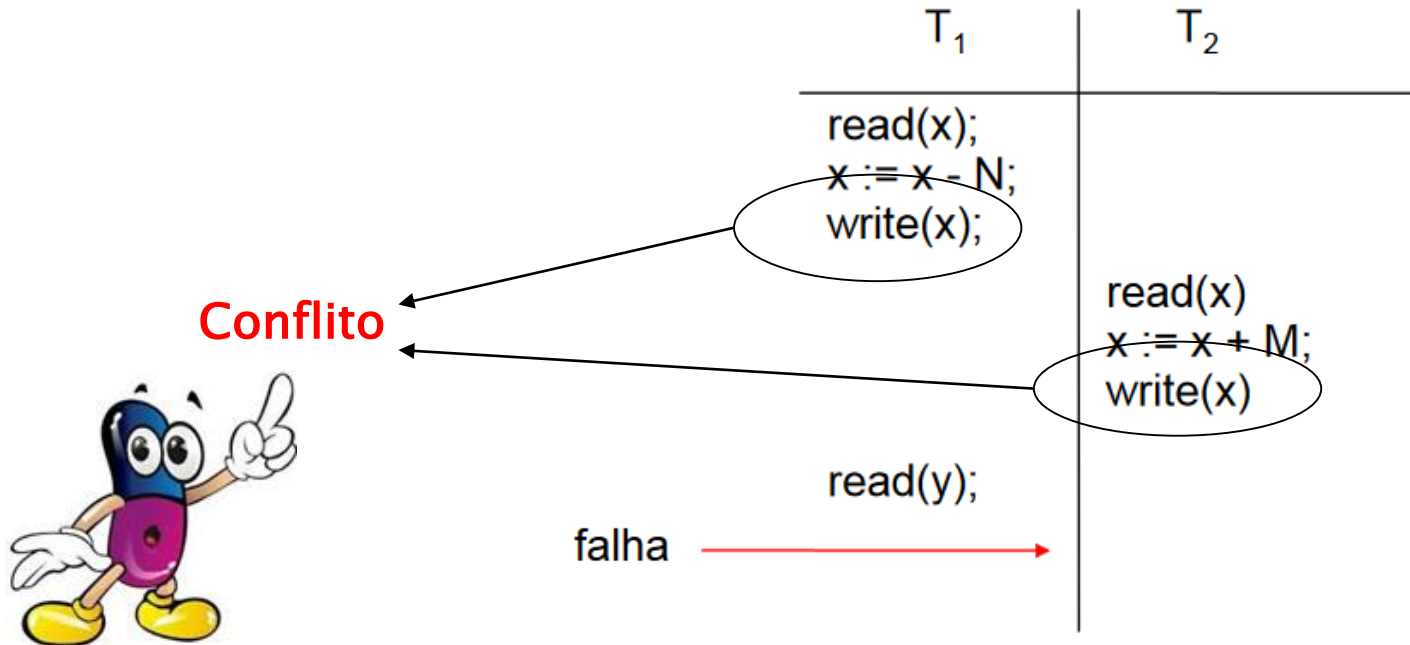 T₁ T₂
read(x);
x := x - N;
write(x);
read(x)
x := x + M;
write(x)
Conflito
read(y);
falha